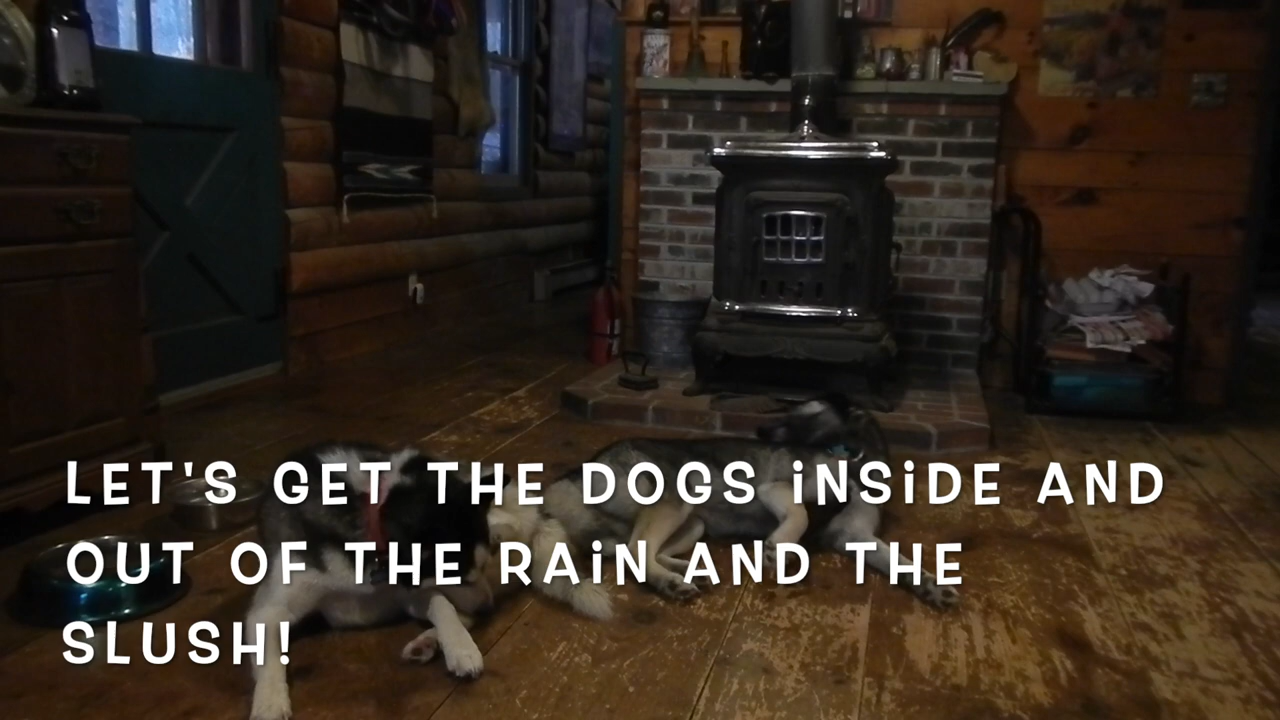 LET'S GET THE DOGS iNSiDE AND
OUT OF THE RAiN AND THE
SLUSH!